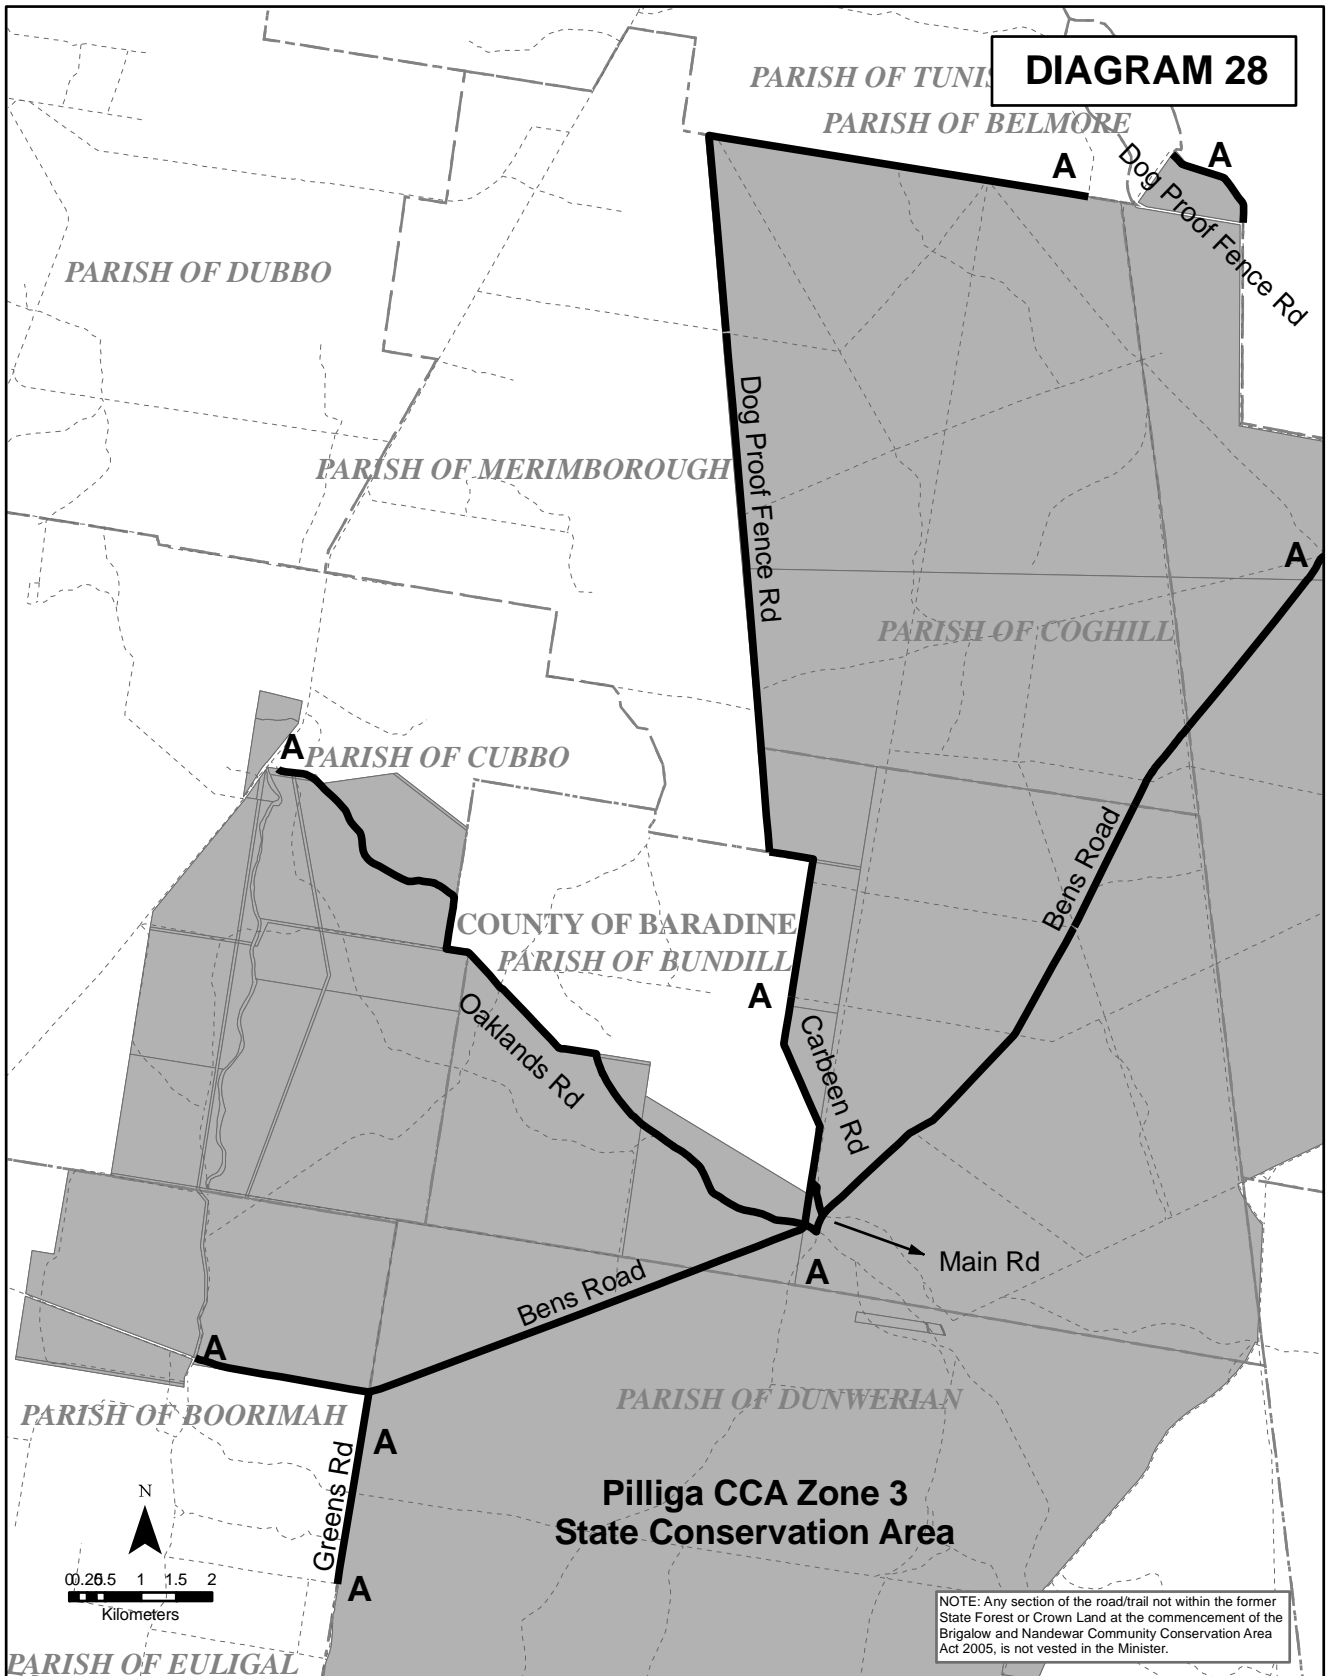 DIAGRAM 28
PARISH OF TUNIS
PARISH OF BELMORE
A
A
Dog Proof Fence Rd
PARISH OF DUBBO
Dog Proof Fence Rd
PARISH OF MERIMBOROUGH
A
PARISH OF COGHILL
A
PARISH OF CUBBO
Bens Road
COUNTY OF BARADINE
PARISH OF BUNDILL
A
Oaklands Rd
Carbeen Rd
Main Rd
A
Bens Road
A
PARISH OF BOORIMAH
PARISH OF DUNWERIAN
A
Greens Rd
Pilliga CCA Zone 3
State Conservation Area
N
A
0 0.25 0.5 1 1.5 2
Kilometers
NOTE: Any section of the road/trail not within the former
State Forest or Crown Land at the commencement of the
Brigalow and Nandewar Community Conservation Area
Act 2005, is not vested in the Minister.
PARISH OF EULIGAL